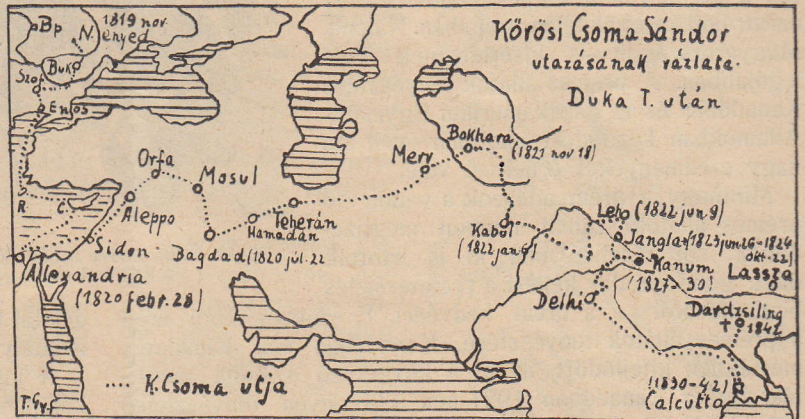 Kőrösi Csoma Sándor
utazásának vázlata.
Duka T. után
Bp
1819 nov
N.
Enyed
Buk
Szof
Enos
R.
C.
Orfa
Mosul
Aleppo
Sidon
Alexandria
(1820 febr. 28)
Bagdad (1820 júl. 22
Hamadán
Teherán
Merv
Bokhara
(1821 nov 18)
Kabul
(1822 jan 6)
Leh (1822 jun. 9)
Jangla (1823 jun 26-1824
okt. 22)
Kanum
(1827-30)
Lassza
Delhi
Dardzsiling
1842
(1830-42)
Calcutta
K. Csoma útja